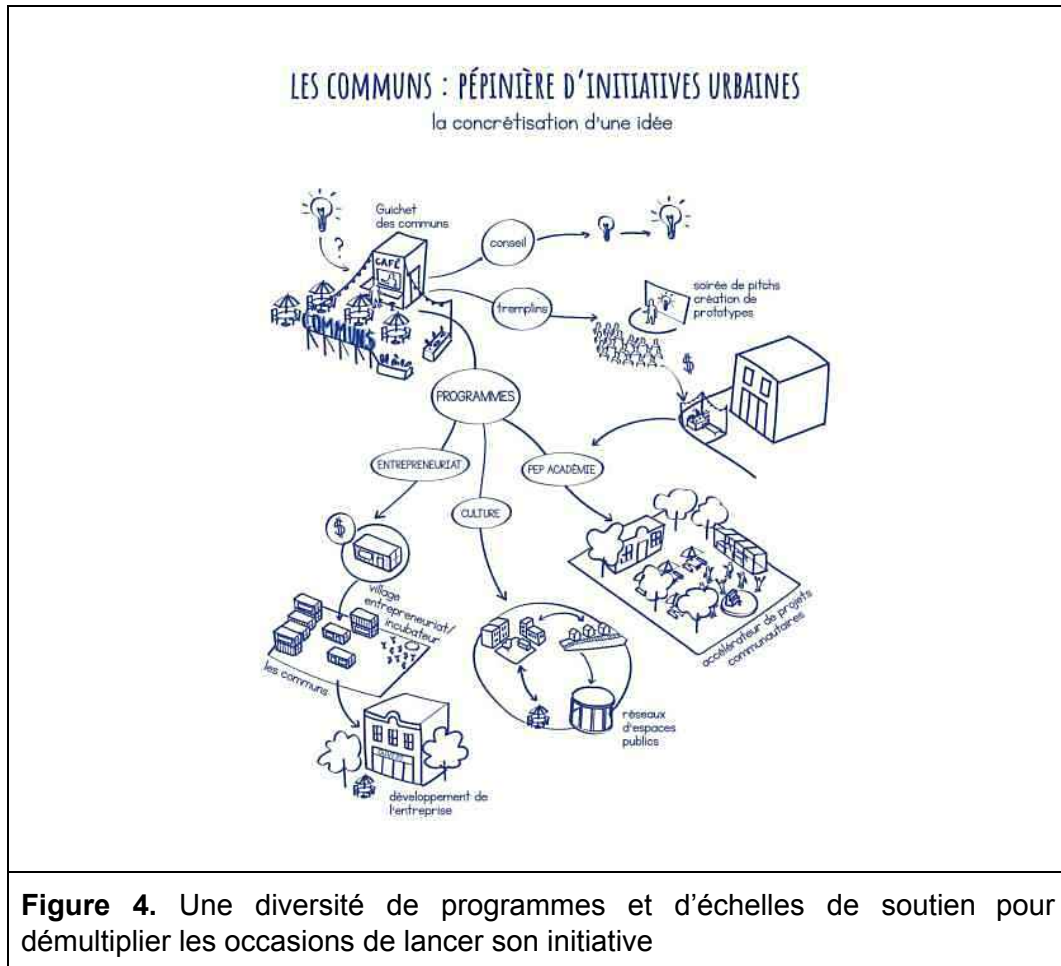 LES COMMUNS : PÉPINIÈRE D'INITIATIVES URBAINES
la concrétisation d'une idée
Guichet
des communs
?
CAFÉ
COMMUNS
conseil
tremplins
soirée de pitchs
création de
prototypes
$
PROGRAMMES
ENTREPRENEURIAT
CULTURE
PEP ACADÉMIE
$
village
entrepreneuriat/
incubateur
les communs
développement de
l'entreprise
réseaux
d'espaces
publics
accélérateur de projets
communautaires
Figure 4. Une diversité de programmes et d'échelles de soutien pour
démultiplier les occasions de lancer son initiative